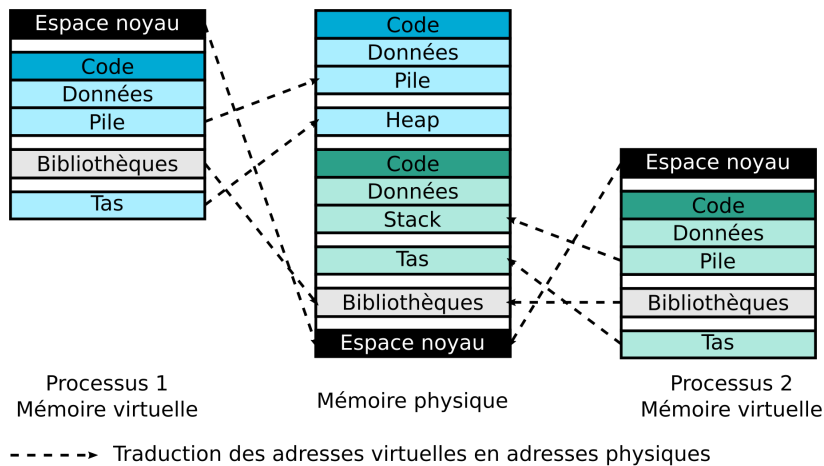 Espace noyau
Code
Données
Pile
Bibliothèques
Tas
Processus 1
Mémoire virtuelle
Code
Données
Pile
Heap
Code
Données
Stack
Tas
Bibliothèques
Espace noyau
Mémoire physique
Espace noyau
Code
Données
Pile
Bibliothèques
Tas
Processus 2
Mémoire virtuelle
Traduction des adresses virtuelles en adresses physiques